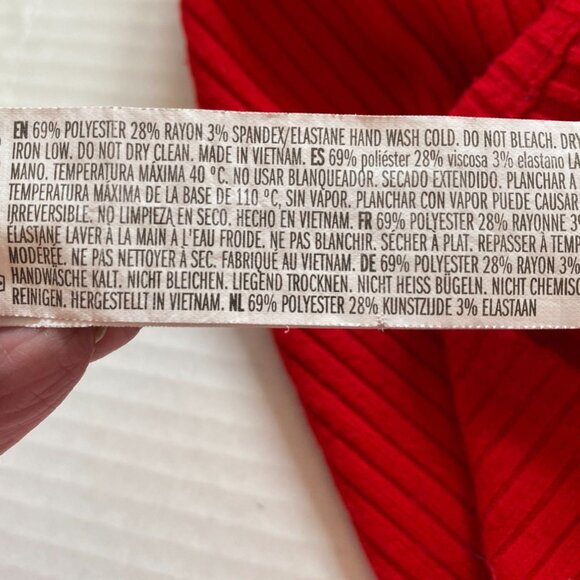 EN 69% POLYESTER 28% RAYON 3% SPANDEX/ELASTANE HAND WASH COLD. DO NOT BLEACH. DRY
IRON LOW. DO NOT DRY CLEAN. MADE IN VIETNAM. ES 69% poliéster 28% viscosa 3% elastano LA
MANO. TEMPERATURA MÁXIMA 40 °C. NO USAR BLANQUEADOR. SECADO EXTENDIDO. PLANCHAR A
TEMPERATURA MÁXIMA DE LA BASE DE 110 °C, SIN VAPOR. PLANCHAR CON VAPOR PUEDE CAUSAR
IRREVERSIBLE. NO LIMPIEZA EN SECO. HECHO EN VIETNAM. FR 69% POLYESTER 28% RAYONNE 3%
ELASTANE LAVER À LA MAIN À L'EAU FROIDE. NE PAS BLANCHIR. SÉCHER À PLAT. REPASSER À TEMP
MODÉRÉE. NE PAS NETTOYER À SEC. FABRIQUÉ AU VIETNAM. DE 69% POLYESTER 28% RAYON 3%
HANDWÄSCHE KALT. NICHT BLEICHEN. LIEGEND TROCKNEN. NICHT HEISS BÜGELN. NICHT CHEMISC
REINIGEN. HERGESTELLT IN VIETNAM. NL 69% POLYESTER 28% KUNSTZIJDE 3% ELASTAAN